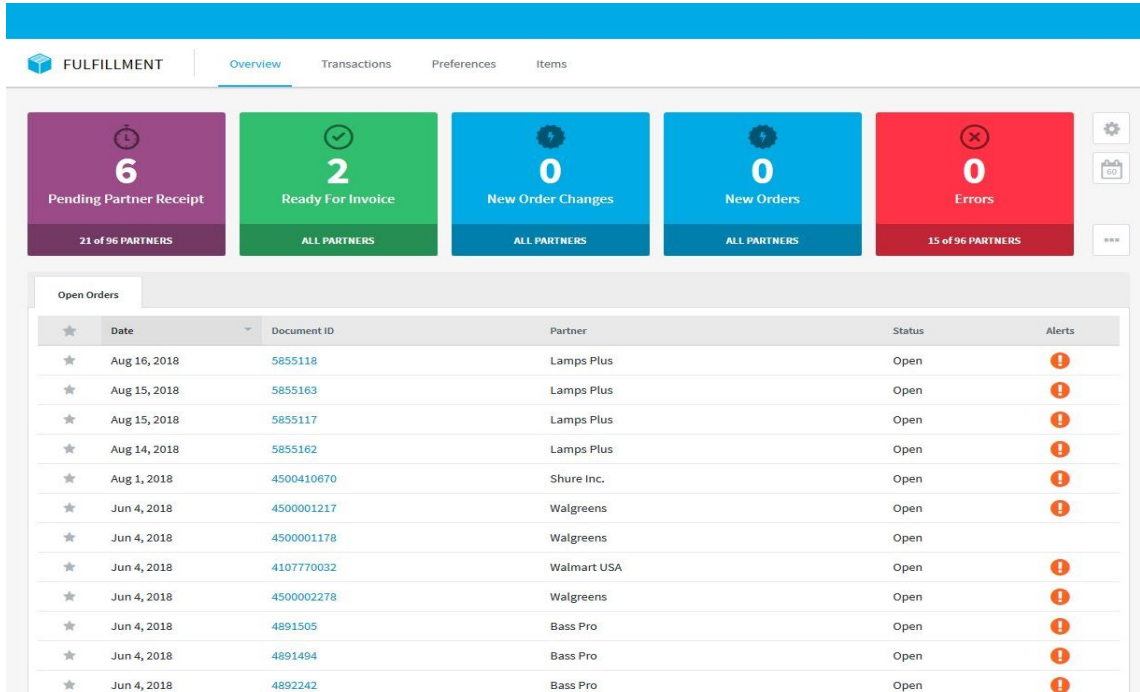 FULFILLMENT Overview Transactions Preferences Items
6 2 0 0 0
Pending Partner Receipt Ready For Invoice New Order Changes New Orders Errors
21 of 96 PARTNERS ALL PARTNERS ALL PARTNERS ALL PARTNERS 15 of 96 PARTNERS
60
Open Orders
Date Document ID Partner Status Alerts
Aug 16, 2018 5855118 Lamps Plus Open
Aug 15, 2018 5855163 Lamps Plus Open
Aug 15, 2018 5855117 Lamps Plus Open
Aug 14, 2018 5855162 Lamps Plus Open
Aug 1, 2018 4500410670 Shure Inc. Open
Jun 4, 2018 4500001217 Walgreens Open
Jun 4, 2018 4500001178 Walgreens Open
Jun 4, 2018 4107770032 Walmart USA Open
Jun 4, 2018 4500002278 Walgreens Open
Jun 4, 2018 4891505 Bass Pro Open
Jun 4, 2018 4891494 Bass Pro Open
Jun 4, 2018 4892242 Bass Pro Open